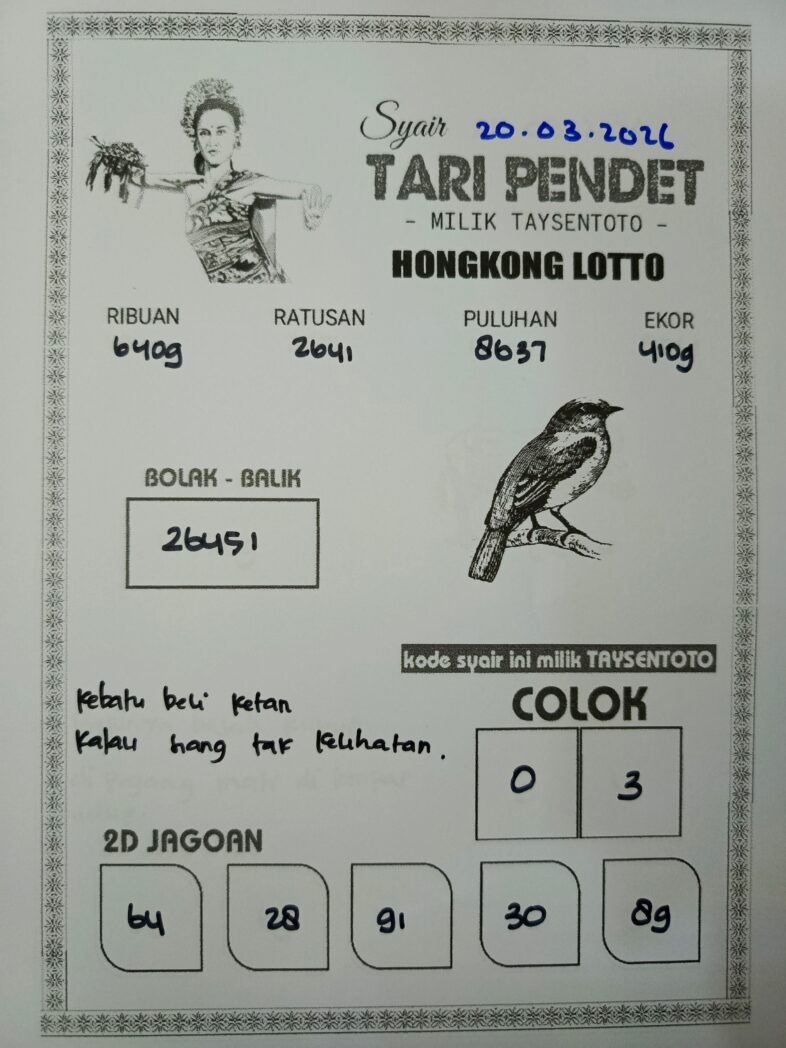 Syair 20.03.2026
TARI PENDET
- MILIK TAYSENTOTO -
HONGKONG LOTTO
RIBUAN RATUSAN PULUHAN EKOR
6409 2641 8637 4109
BOLAK - BALIK
26451
kode syair ini milik TAYSENTOTO
Kebatu beli ketan
Kalau siang tak kelihatan.
COLOK
0 3
2D JAGOAN
64 28 91 30 89